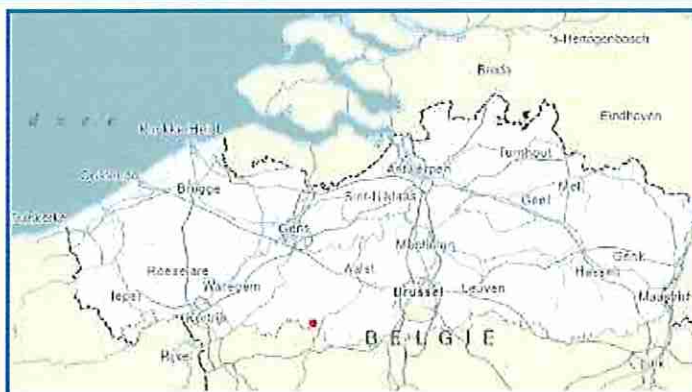 's-Hertogenbosch
Breda
Eindhoven
Knokke-Heist
Turnhout
Antwerpen
Mol
Brugge
Geel
Sint-Niklaas
Gent
Mechelen
Genk
Roeselare
Aalst
Hasselt
Waregem
Leuven
Ieper
Brussel
BELGIE
Rijsel